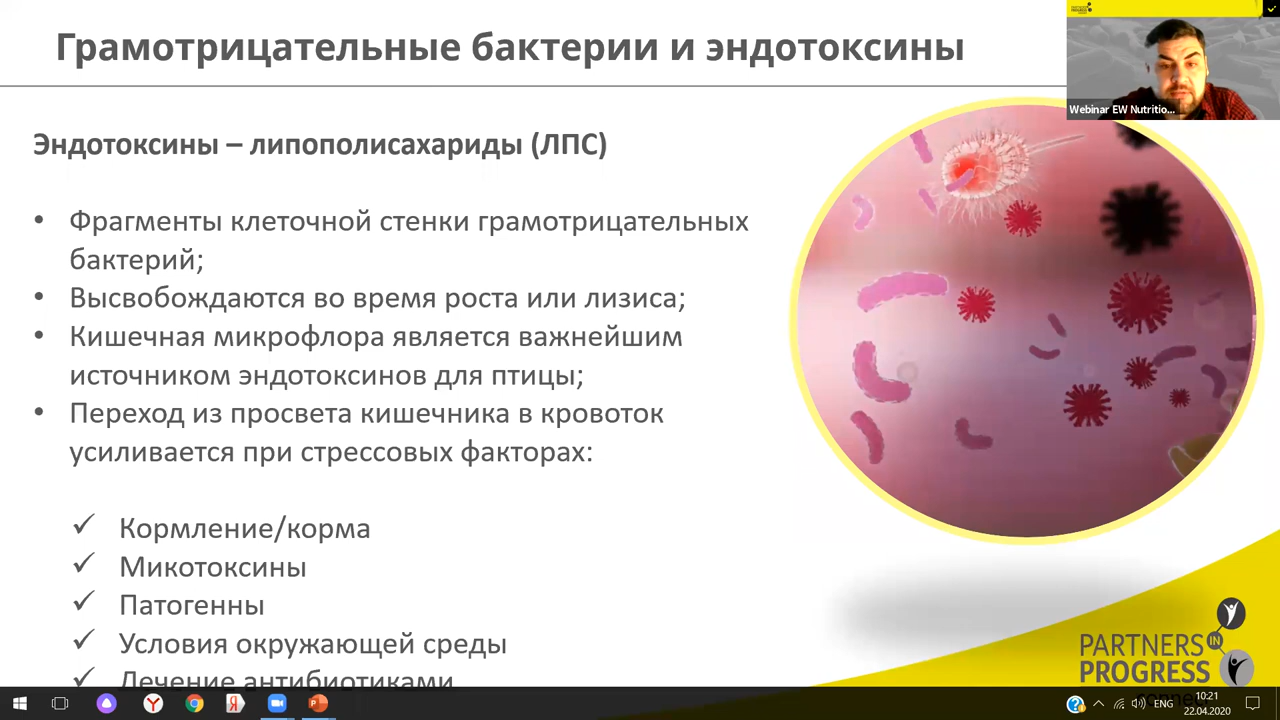 Грамотрицательные бактерии и эндотоксины
Webinar EW Nutritio...
Эндотоксины – липополисахариды (ЛПС)
• Фрагменты клеточной стенки грамотрицательных
бактерий;
• Высвобождаются во время роста или лизиса;
• Кишечная микрофлора является важнейшим
источником эндотоксинов для птицы;
• Переход из просвета кишечника в кровоток
усиливается при стрессовых факторах:
✓ Кормление/корма
✓ Микотоксины
✓ Патогенны
✓ Условия окружающей среды
✓ Лечение антибиотиками
PARTNERS IN
PROGRESS
ENG
10:21
22.04.2020